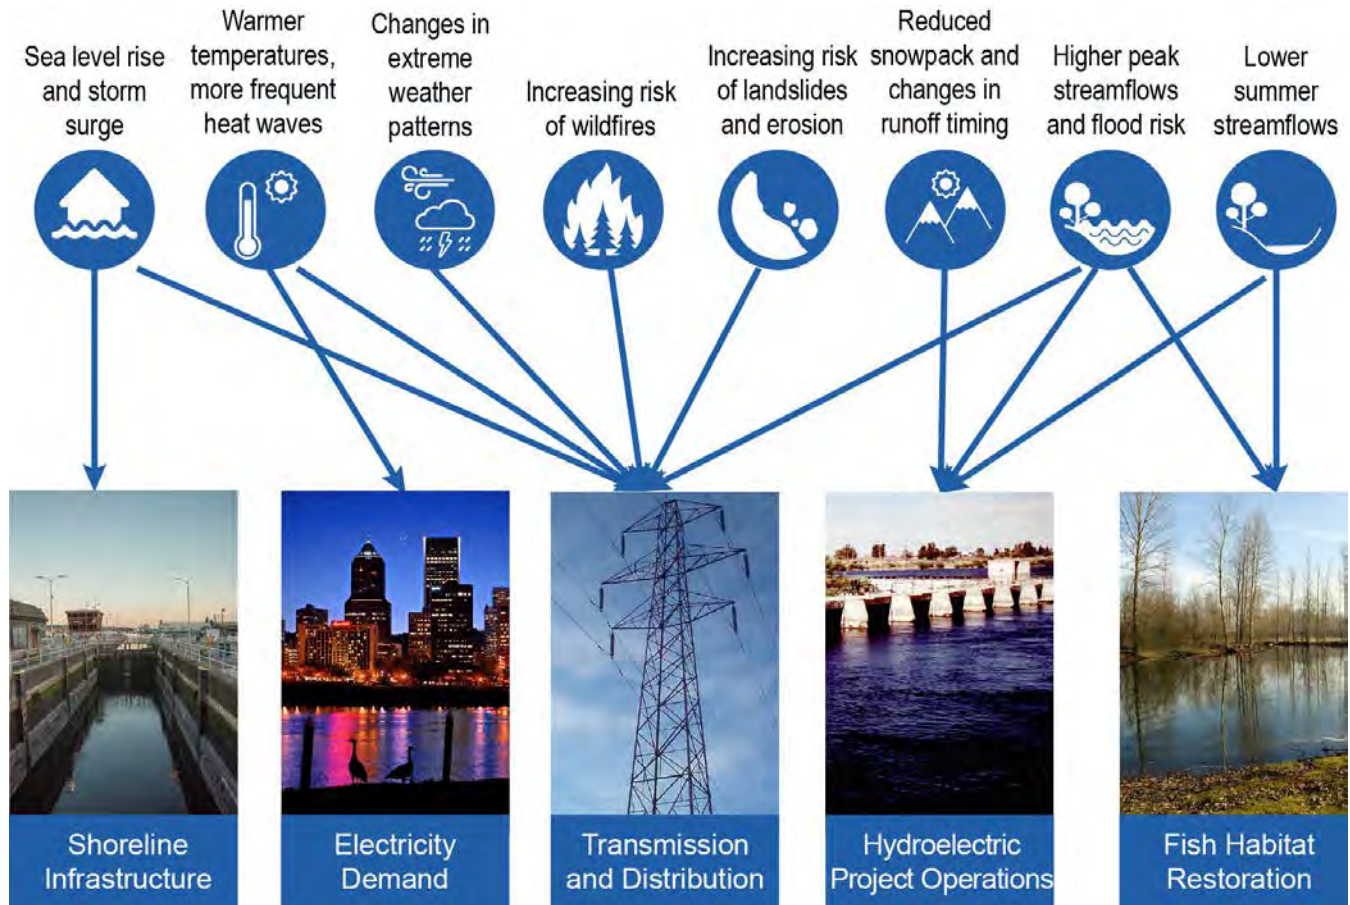 Sea level rise
and storm
surge
Warmer
temperatures,
more frequent
heat waves
Changes in
extreme
weather
patterns
Increasing risk
of wildfires
Increasing risk
of landslides
and erosion
Reduced
snowpack and
changes in
runoff timing
Higher peak
streamflows
and flood risk
Lower
summer
streamflows
Shoreline
Infrastructure
Electricity
Demand
Transmission
and Distribution
Hydroelectric
Project Operations
Fish Habitat
Restoration